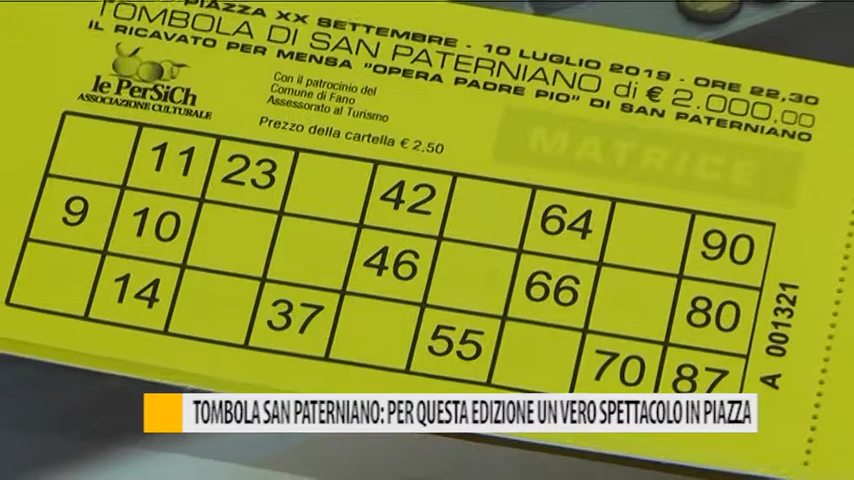 PIAZZA XX SETTEMBRE - 10 LUGLIO 2019 - ORE 22,30
TOMBOLA DI SAN PATERNIANO di € 2.000,00
IL RICAVATO PER MENSA "OPERA PADRE PIO" DI SAN PATERNIANO
le PerSiCh
ASSOCIAZIONE CULTURALE
Con il patrocinio del
Comune di Fano
Assessorato al Turismo
Prezzo della cartella € 2,50
MATRICE
11 23 42 64 90
9 10 46 66 80
14 37 55 70 87
A 001321
TOMBOLA SAN PATERNIANO: PER QUESTA EDIZIONE UN VERO SPETTACOLO IN PIAZZA